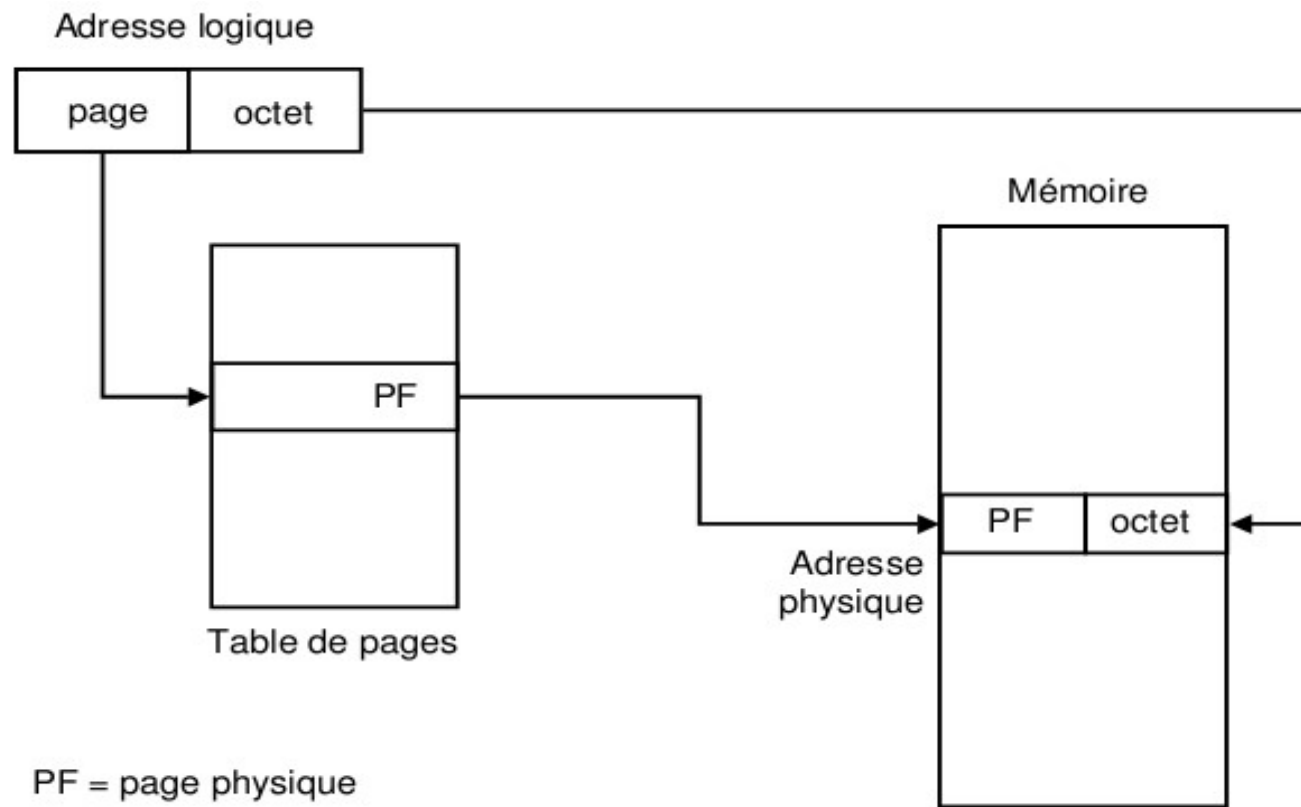 Adresse logique
page octet
Mémoire
PF
PF octet
Adresse
physique
Table de pages
PF = page physique